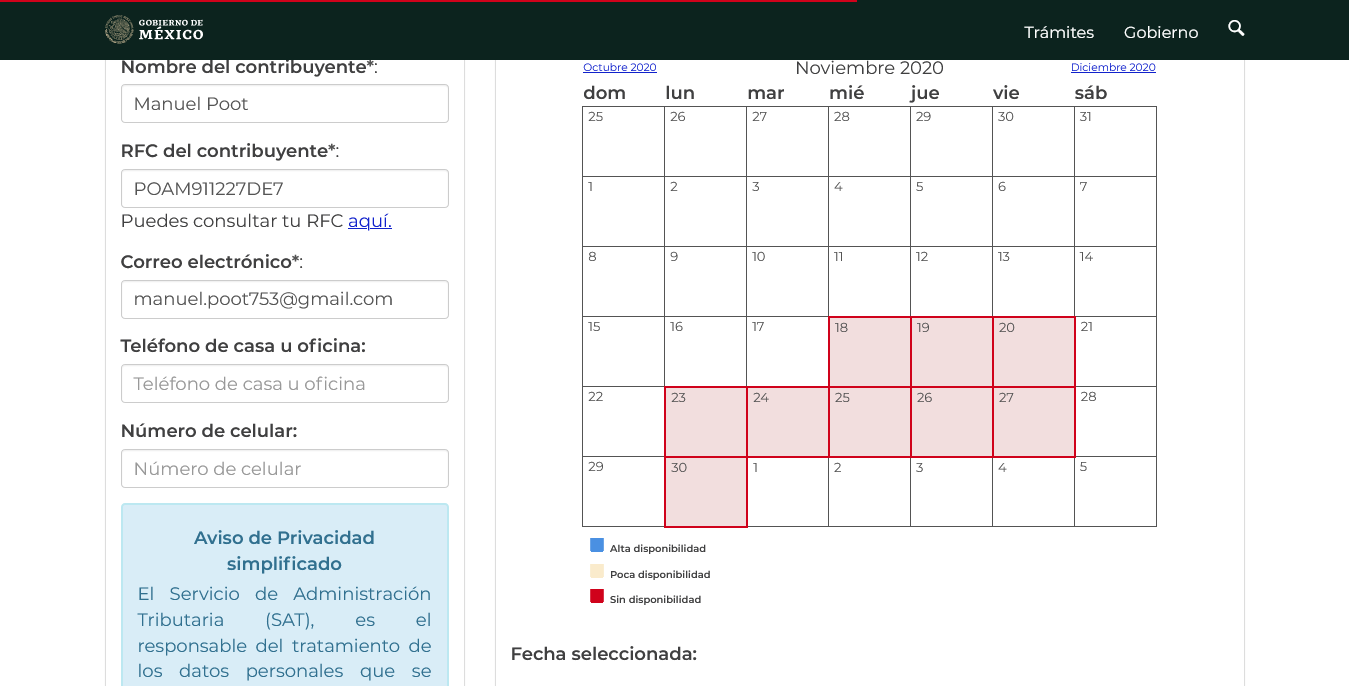 GOBIERNO DE
MÉXICO
Trámites
Gobierno
Nombre del contribuyente*:
Manuel Poot
RFC del contribuyente*:
POAM911227DE7
Puedes consultar tu RFC aquí.
Correo electrónico*:
manuel.poot753@gmail.com
Teléfono de casa u oficina:
Teléfono de casa u oficina
Número de celular:
Número de celular
Aviso de Privacidad
simplificado
El Servicio de Administración
Tributaria (SAT), es el
responsable del tratamiento de
los datos personales que se
Octubre 2020 Noviembre 2020 Diciembre 2020
dom lun mar mié jue vie sáb
25 26 27 28 29 30 31
1 2 3 4 5 6 7
8 9 10 11 12 13 14
15 16 17 18 19 20 21
22 23 24 25 26 27 28
29 30 1 2 3 4 5
Alta disponibilidad
Poca disponibilidad
Sin disponibilidad
Fecha seleccionada: